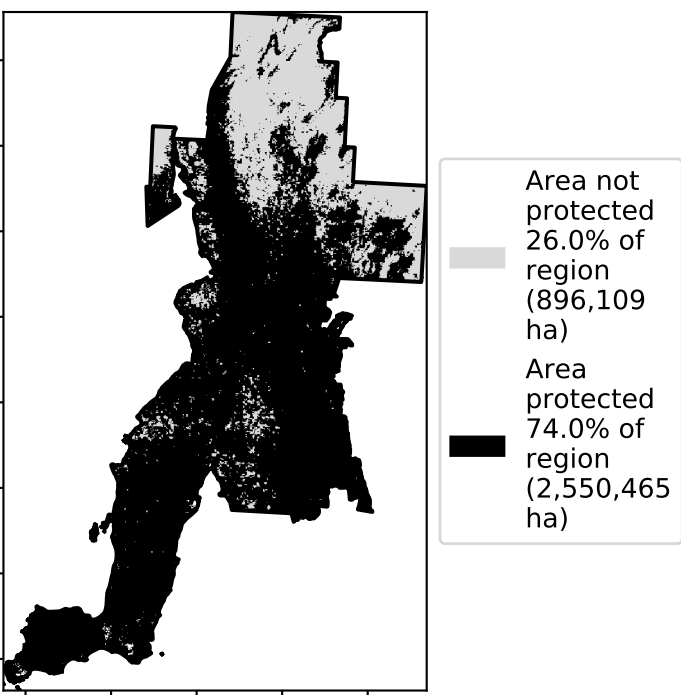 Area not
protected
26.0% of
region
(896,109
ha)
Area
protected
74.0% of
region
(2,550,465
ha)